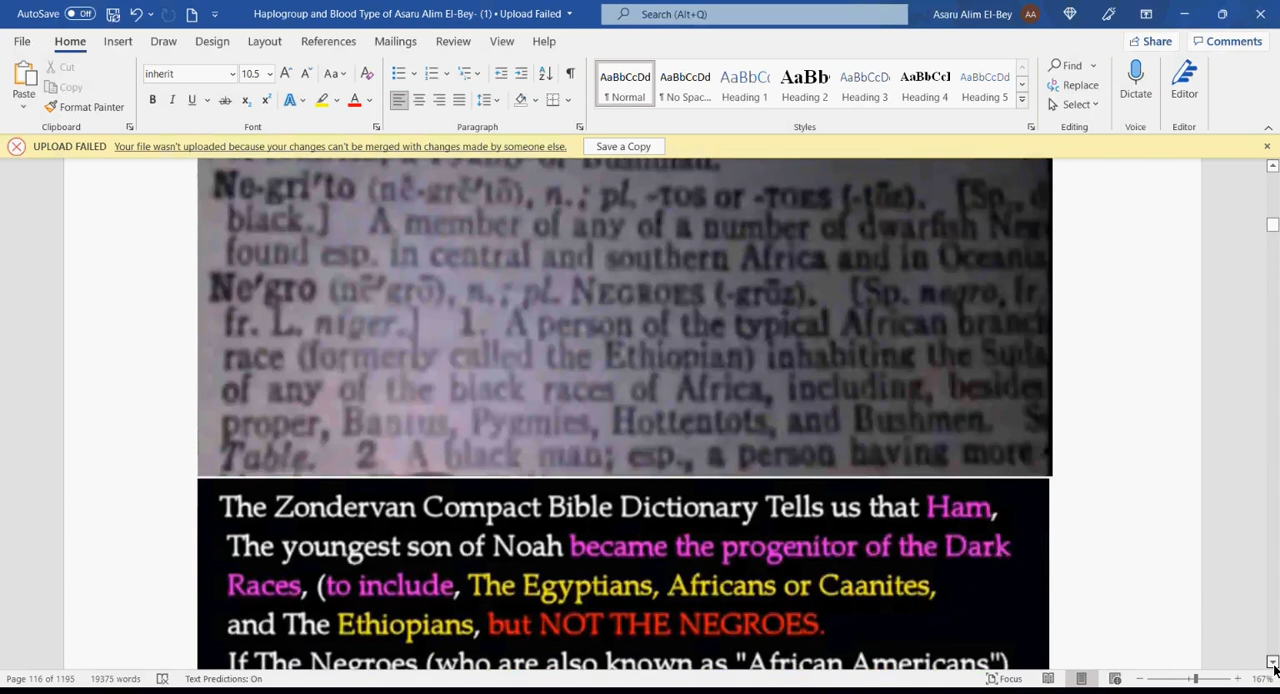 AutoSave Off
Haplogroup and Blood Type of Asaru Alim El-Bey- (1) • Upload Failed
Search (Alt+Q)
Asaru Alim El-Bey AA
File Home Insert Draw Design Layout References Mailings Review View Help
Share Comments
Paste
Cut
Copy
Format Painter
Clipboard
inherit 10.5
Font
Paragraph
AaBbCcDd ¶ Normal
AaBbCcDd ¶ No Spac...
AaBbC( Heading 1
AaBb Heading 2
AaBbCcDd Heading 3
AaBbCcI Heading 4
AaBbCcDd Heading 5
Styles
Find
Replace
Select
Editing
Dictate
Voice
Editor
Editor
UPLOAD FAILED Your file wasn't uploaded because your changes can't be merged with changes made by someone else. Save a Copy
Ne-gri'to (nê-grē'tō), n.; pl. -TOS or -TOES (-tōz). [Sp.,
black.] A member of any of a number of dwarfish
found esp. in central and southern Africa and in Oceania
Ne'gro (nē'grō), n.; pl. NEGROES (-grōz). [Sp. negro, fr.
fr. L. niger.] 1. A person of the typical African branch
race (formerly called the Ethiopian) inhabiting the
of any of the black races of Africa, including, besides
proper, Pygmies, Hottentots, and Bushmen.
Table. 2 A black man; esp., a person having more
The Zondervan Compact Bible Dictionary Tells us that Ham,
The youngest son of Noah became the progenitor of the Dark
Races, (to include, The Egyptians, Africans or Caanites,
and The Ethiopians, but NOT THE NEGROES.
If The Negroes (who are also known as "African Americans")
Page 116 of 1195 19375 words Text Predictions: On Focus 167%